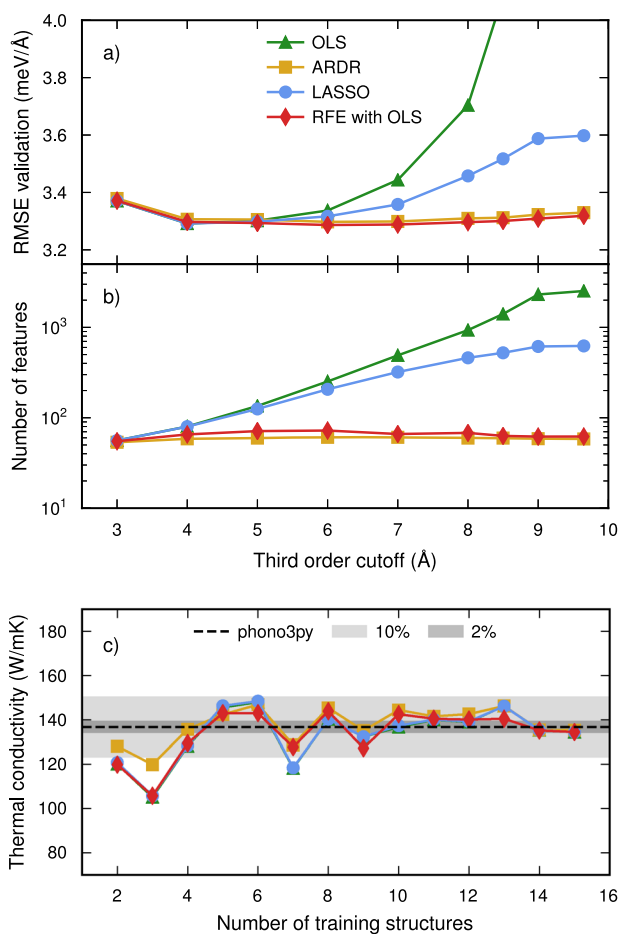 4.0
3.8
3.6
3.4
3.2
RMSE validation (meV/Å)
a)
OLS
ARDR
LASSO
RFE with OLS
10³
10²
10¹
Number of features
b)
3 4 5 6 7 8 9 10
Third order cutoff (Å)
180
160
140
120
100
80
Thermal conductivity (W/mK)
c)
phono3py 10% 2%
2 4 6 8 10 12 14 16
Number of training structures